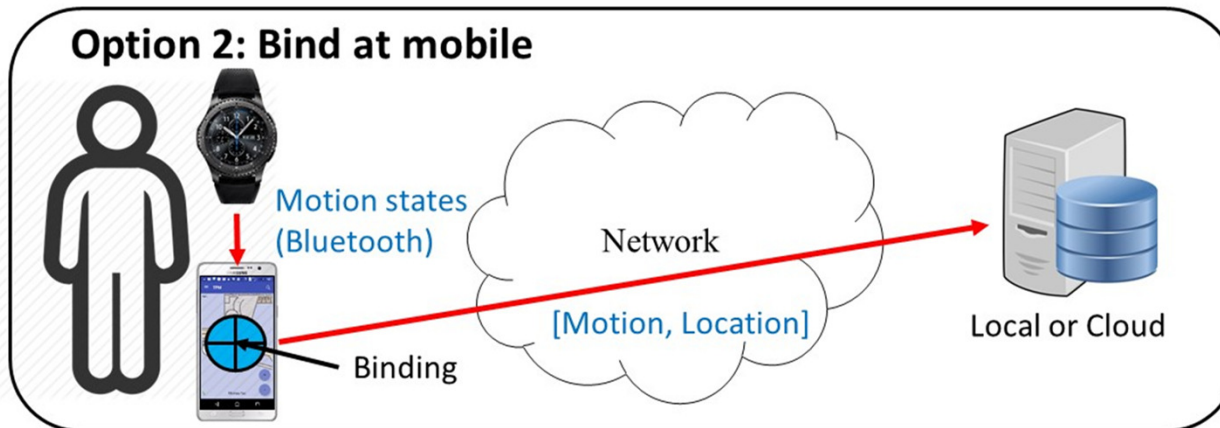 Option 2: Bind at mobile
Motion states
(Bluetooth)
Network
[Motion, Location]
Binding
Local or Cloud